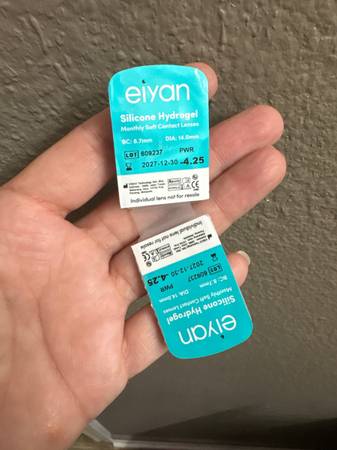 eiyan
Silicone Hydrogel
Monthly Soft Contact Lenses
BC: 8.7mm DIA: 14.0mm
PWR
LOT 609237
2027-12-30 -4.25
Individual lens not for resale
eiyan
Silicone Hydrogel
Monthly Soft Contact Lenses
BC: 8.7mm DIA: 14.0mm
PWR
LOT 609237
2027-12-30 -4.25
Individual lens not for resale